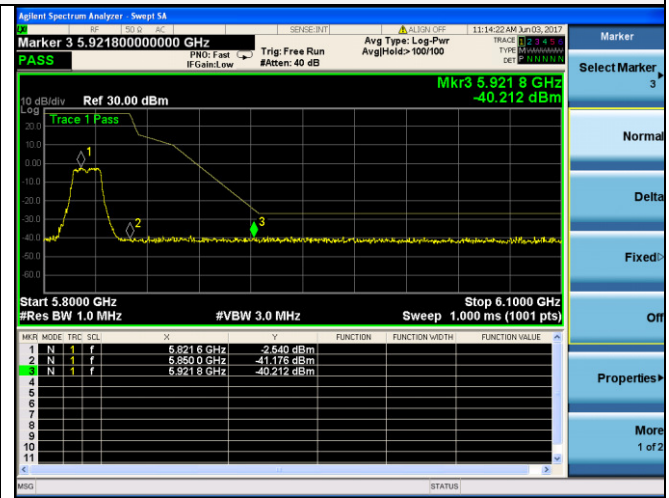 Agilent Spectrum Analyzer - Swept SA
RF 50 Ω AC SENSE:INT ALIGN OFF 11:14:22 AM Jun 03, 2017
Marker 3 5.921800000000 GHz
PASS
PNO: Fast
IFGain:Low
Trig: Free Run
#Atten: 40 dB
Avg Type: Log-Pwr
Avg|Hold>100/100
TRACE 1 2 3 4 5 6
TYPE M
DET P N N N N N
Mkr3 5.921 8 GHz
-40.212 dBm
10 dB/div Ref 30.00 dBm
Log
Trace 1 Pass
20.0
10.0
0.00
-10.0
-20.0
-30.0
-40.0
-50.0
-60.0
1
2
3
Start 5.8000 GHz Stop 6.1000 GHz
#Res BW 1.0 MHz #VBW 3.0 MHz Sweep 1.000 ms (1001 pts)
MKR MODE TRC SCL X Y FUNCTION FUNCTION WIDTH FUNCTION VALUE
1 N 1 f 5.821 6 GHz -2.540 dBm
2 N 1 f 5.850 0 GHz -41.176 dBm
3 N 1 f 5.921 8 GHz -40.212 dBm
4
5
6
7
8
9
10
11
MSG STATUS
Marker
Select Marker
3
Normal
Delta
Fixed
Off
Properties
More
1 of 2